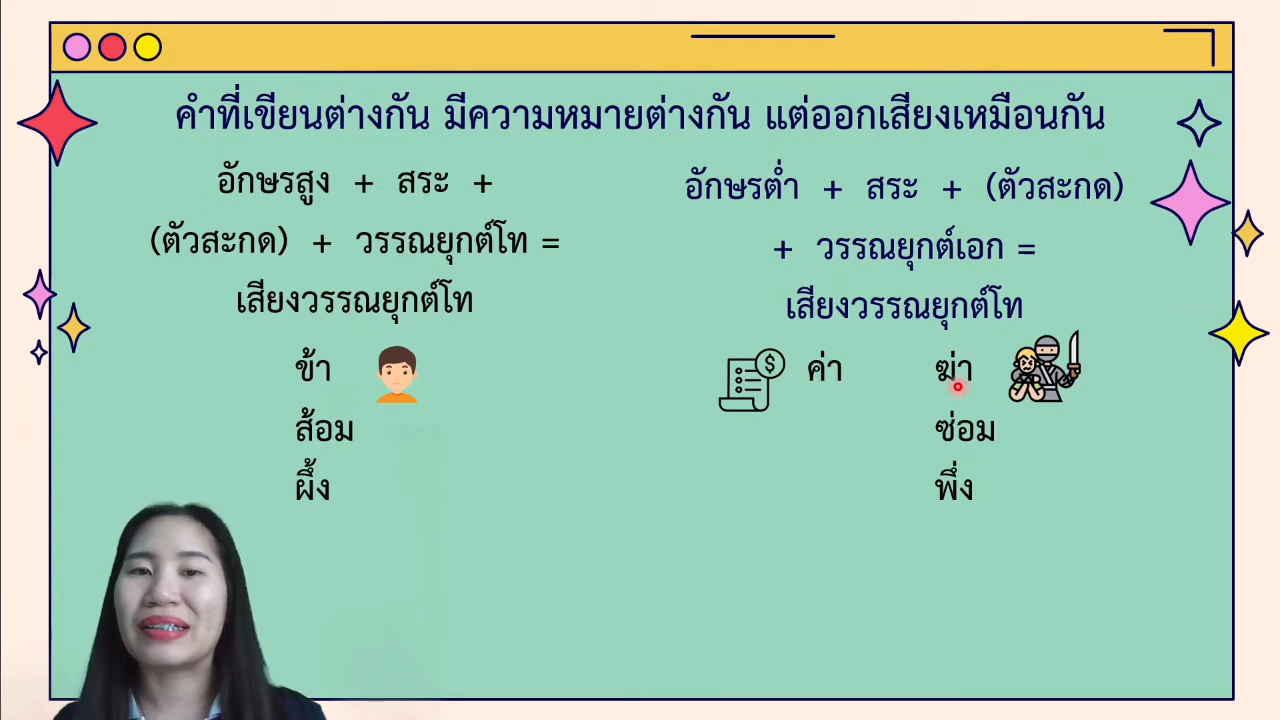 คำที่เขียนต่างกัน มีความหมายต่างกัน แต่ออกเสียงเหมือนกัน
อักษรสูง + สระ +
(ตัวสะกด) + วรรณยุกต์โท =
เสียงวรรณยุกต์โท
ข้า
ส้อม
ผึ้ง
อักษรต่ำ + สระ + (ตัวสะกด)
+ วรรณยุกต์เอก =
เสียงวรรณยุกต์โท
$ ค่า ฆ่า
ซ่อม
พึ่ง